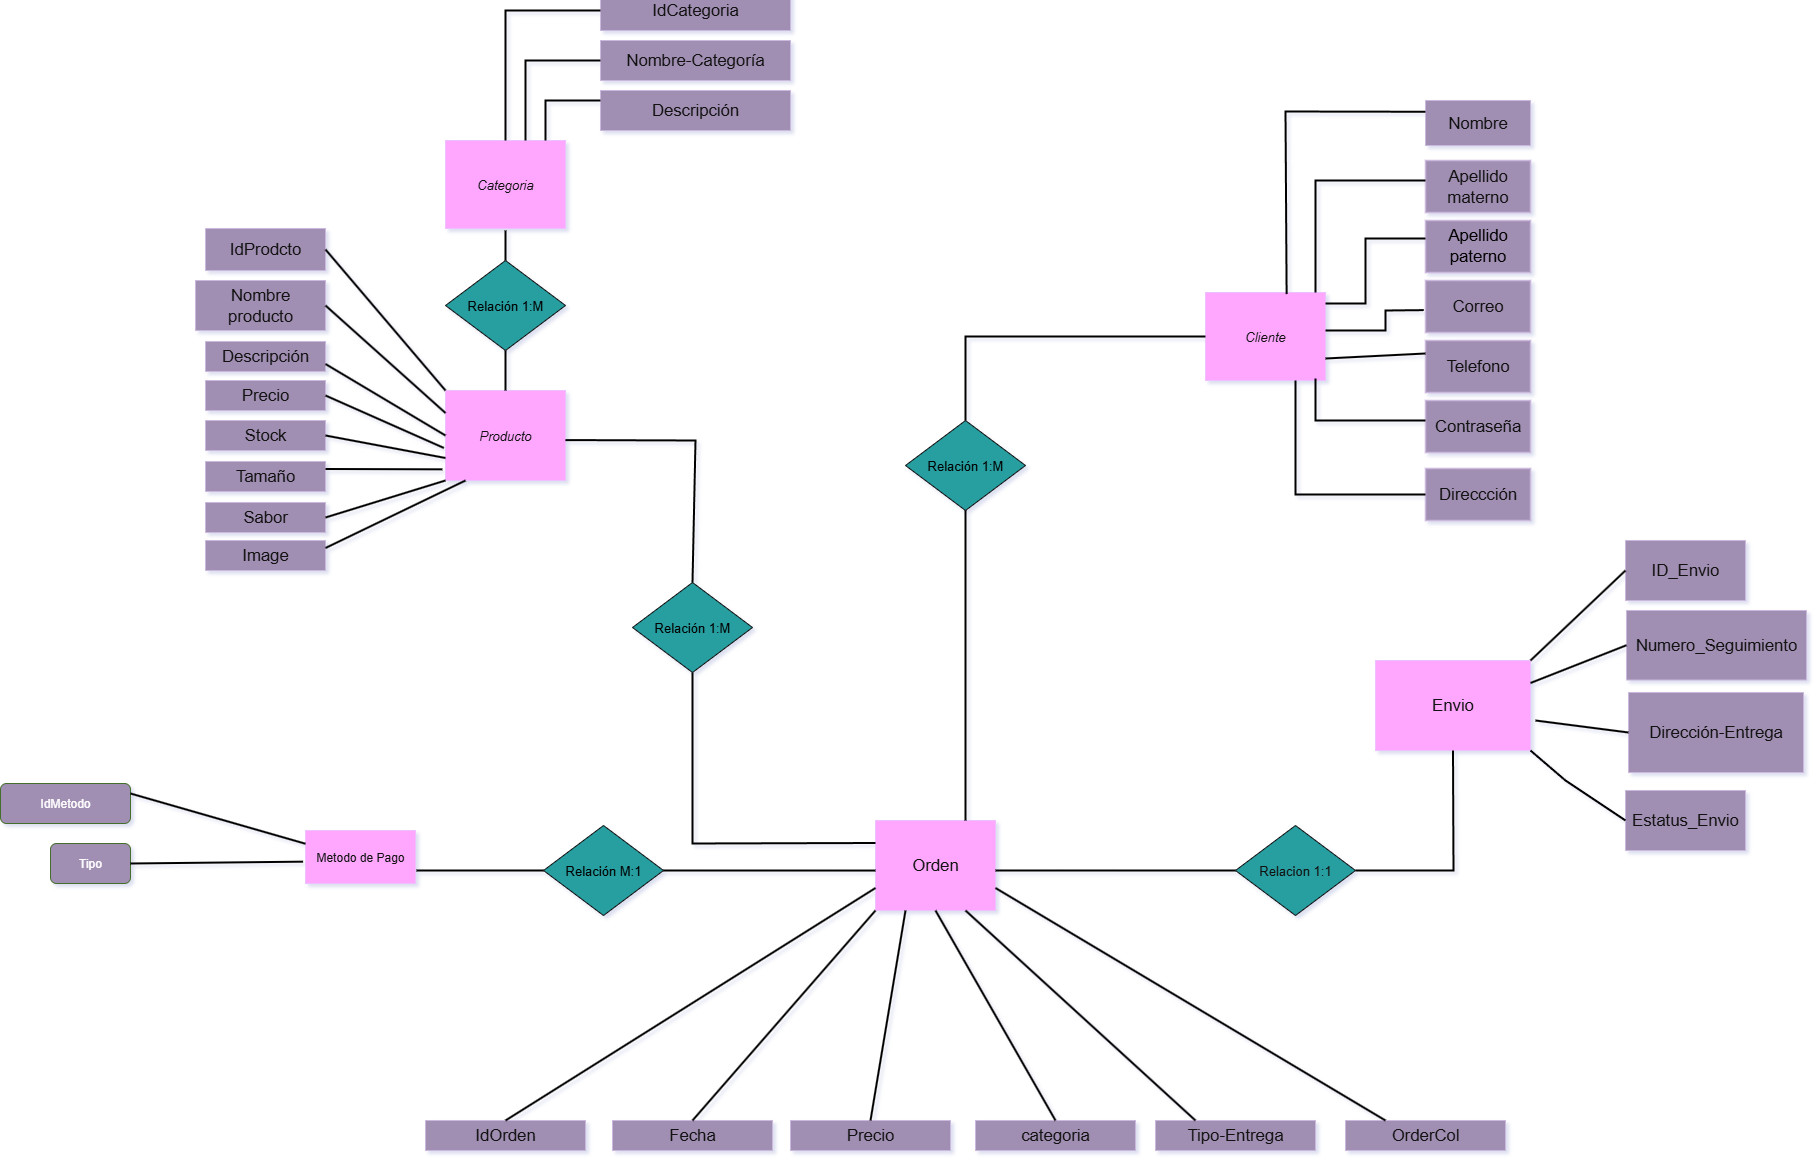 IdCategoria
Nombre-Categoría
Descripción
Categoria
Relación 1:M
IdProdcto
Nombre
producto
Descripción
Precio
Stock
Tamaño
Sabor
Image
Producto
Relación 1:M
Relación 1:M
Cliente
Nombre
Apellido
materno
Apellido
paterno
Correo
Telefono
Contraseña
Direccción
ID_Envio
Numero_Seguimiento
Dirección-Entrega
Estatus_Envio
Envio
IdMetodo
Tipo
Metodo de Pago
Relación M:1
Orden
Relacion 1:1
IdOrden
Fecha
Precio
categoria
Tipo-Entrega
OrderCol